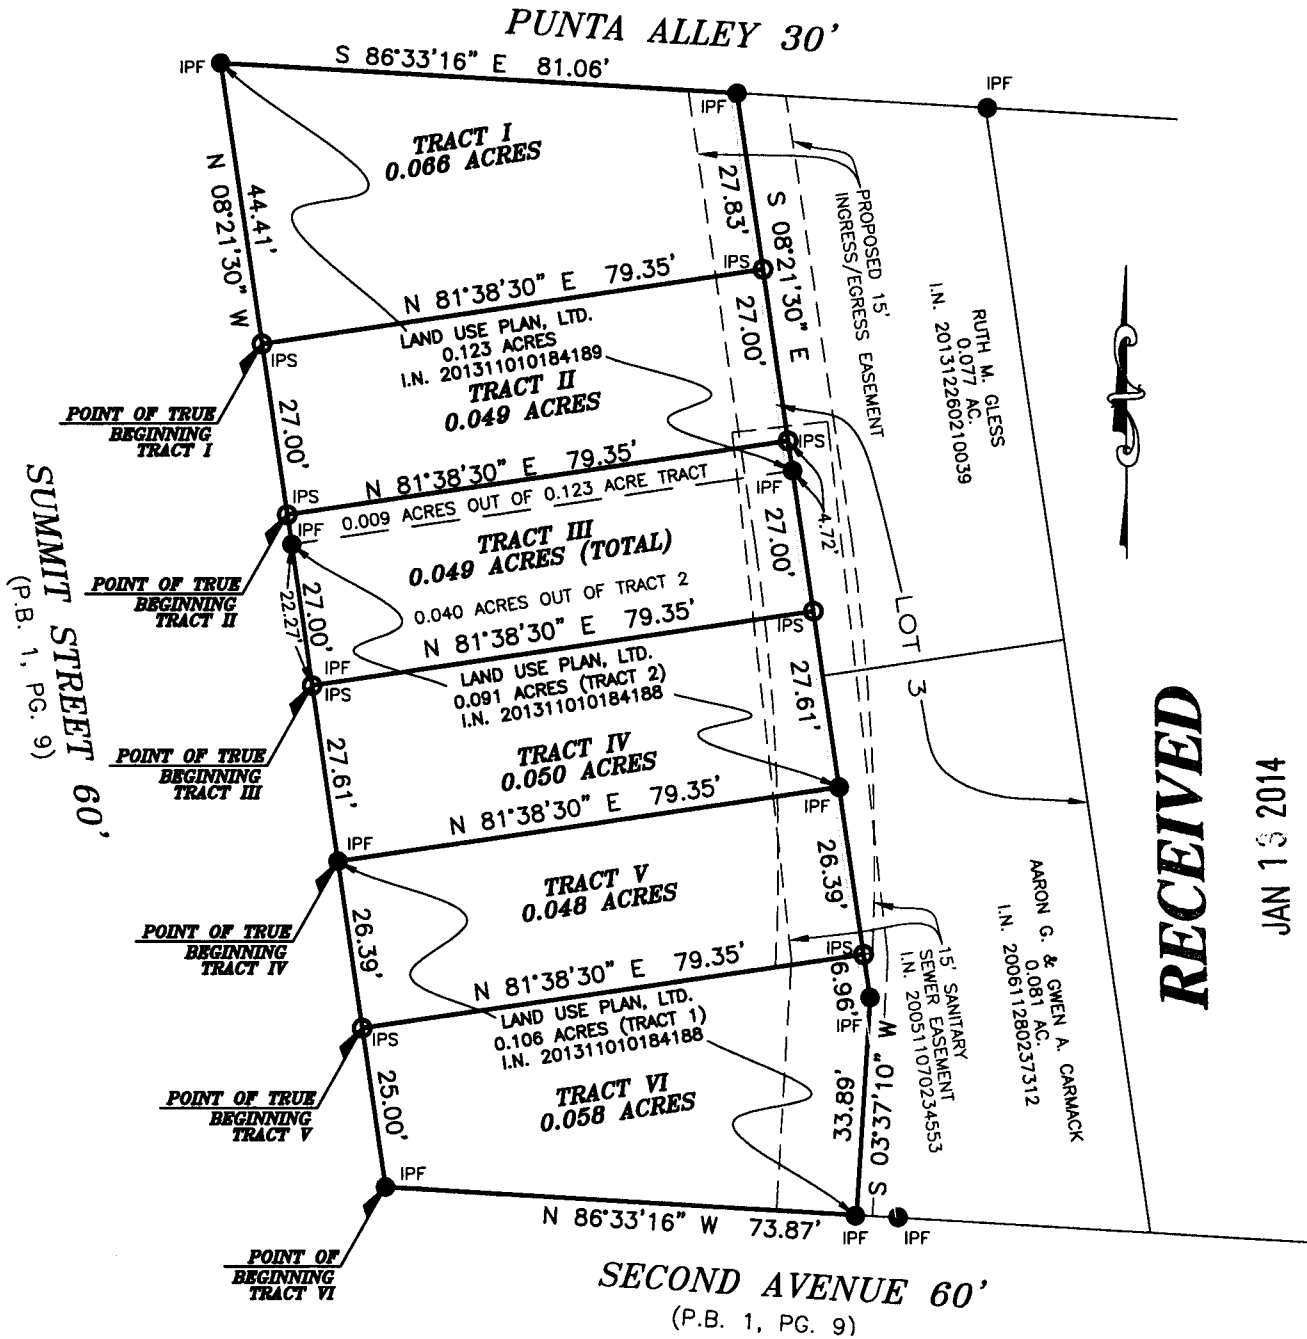 PUNTA ALLEY 30'
S 86°33'16" E 81.06'
IPF
IPF
IPF
TRACT I
0.066 ACRES
N 08°21'30" W
44.41'
27.83'
S 08°21'30" E
PROPOSED 15'
INGRESS/EGRESS EASEMENT
RUTH M. GLESS
0.077 AC.
I.N. 201312260210039
IPS
N 81°38'30" E 79.35'
IPS
LAND USE PLAN, LTD.
0.123 ACRES
I.N. 201311010184189
27.00'
TRACT II
0.049 ACRES
POINT OF TRUE
BEGINNING
TRACT I
27.00'
IPS
N 81°38'30" E 79.35'
IPS
IPF
0.009 ACRES OUT OF 0.123 ACRE TRACT
IPF
4.72'
TRACT III
0.049 ACRES (TOTAL)
27.00'
POINT OF TRUE
BEGINNING
TRACT II
22.27'
27.00'
0.040 ACRES OUT OF TRACT 2
N 81°38'30" E 79.35'
IPS
IPF
IPS
LOT 3
SUMMIT STREET 60'
(P.B. 1, PG. 9)
LAND USE PLAN, LTD.
0.091 ACRES (TRACT 2)
I.N. 201311010184188
27.61'
POINT OF TRUE
BEGINNING
TRACT III
27.61'
TRACT IV
0.050 ACRES
N 81°38'30" E 79.35'
IPF
IPF
RECEIVED
JAN 2014
26.39'
TRACT V
0.048 ACRES
POINT OF TRUE
BEGINNING
TRACT IV
26.39'
AARON G. & GWEN A. CARMACK
0.081 AC.
I.N. 200611280237312
N 81°38'30" E 79.35'
IPS
IPS
6.96'
IPF
15' SANITARY
SEWER EASEMENT
I.N. 200511070234553
LAND USE PLAN, LTD.
0.106 ACRES (TRACT 1)
I.N. 201311010184188
TRACT VI
0.058 ACRES
33.89'
S 03°37'10" W
POINT OF TRUE
BEGINNING
TRACT V
25.00'
IPF
N 86°33'16" W 73.87'
IPF
IPF
POINT OF
BEGINNING
TRACT VI
SECOND AVENUE 60'
(P.B. 1, PG. 9)